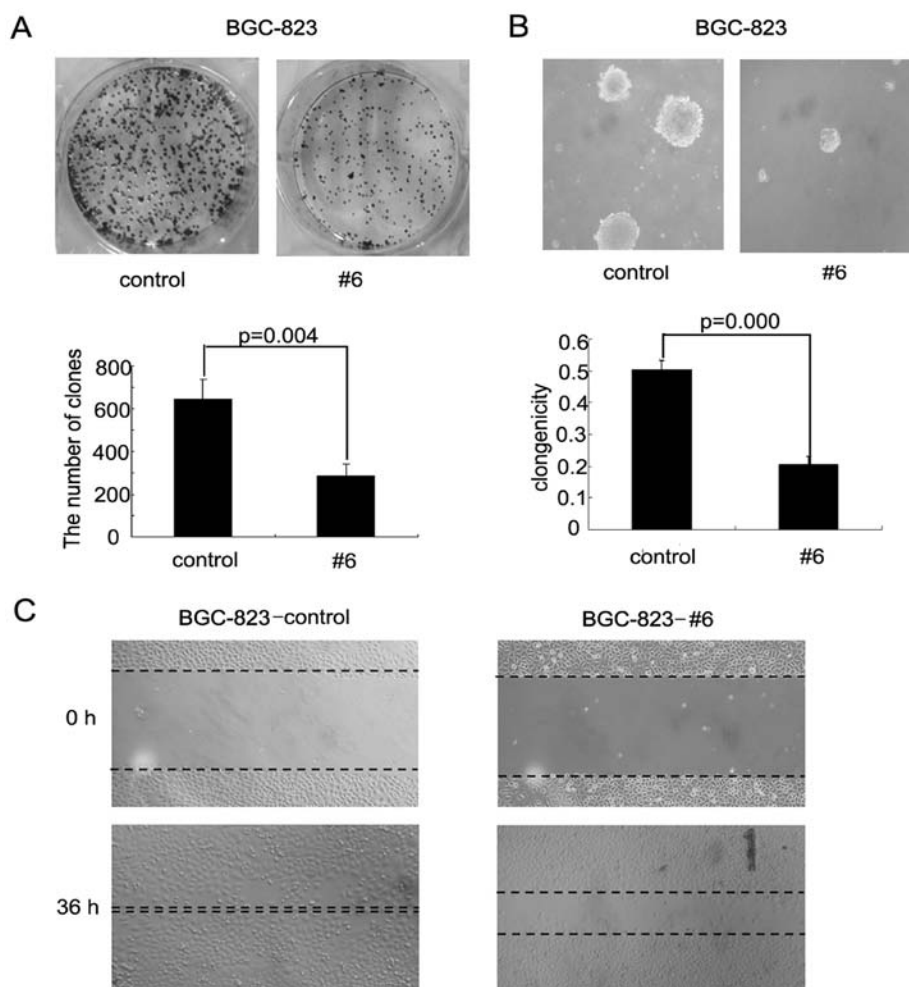 A
BGC-823
control
#6
p=0.004
The number of clones
800
600
400
200
0
control
#6
B
BGC-823
control
#6
p=0.000
clongenicity
0.6
0.5
0.4
0.3
0.2
0.1
0
control
#6
C
BGC-823-control
BGC-823-#6
0 h
36 h
1